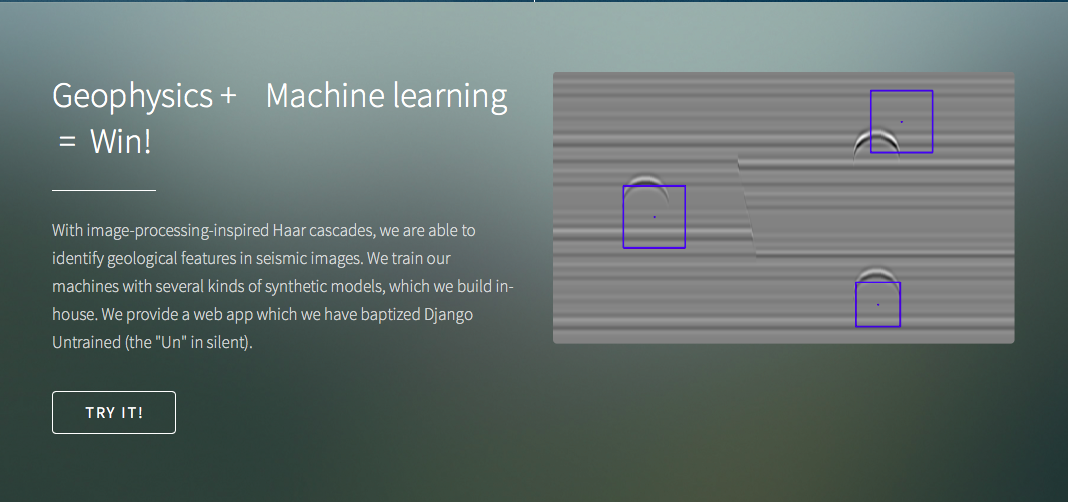 Geophysics + Machine learning
= Win!
With image-processing-inspired Haar cascades, we are able to
identify geological features in seismic images. We train our
machines with several kinds of synthetic models, which we build in-
house. We provide a web app which we have baptized Django
Untrained (the "Un" in silent).
TRY IT!